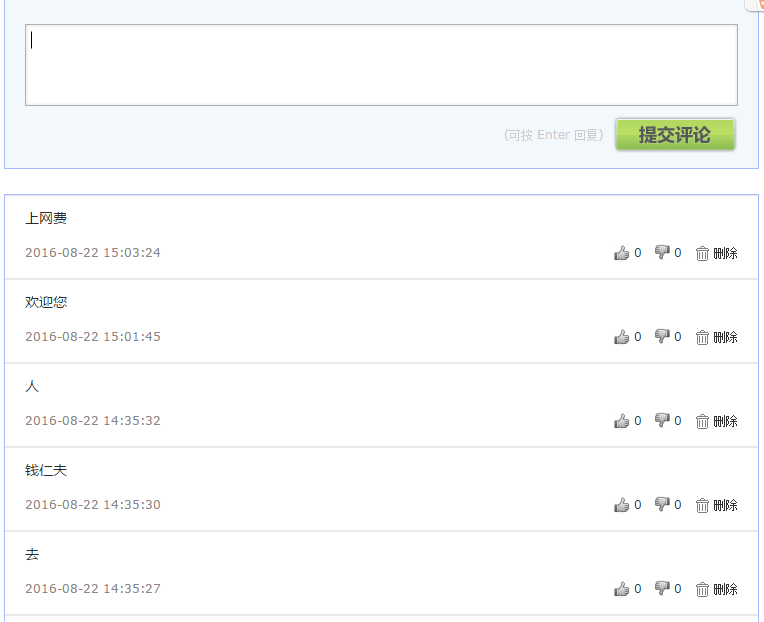 (可按 Enter 回复) 提交评论
上网费
2016-08-22 15:03:24 0 0 删除
欢迎您
2016-08-22 15:01:45 0 0 删除
人
2016-08-22 14:35:32 0 0 删除
钱仁夫
2016-08-22 14:35:30 0 0 删除
去
2016-08-22 14:35:27 0 0 删除